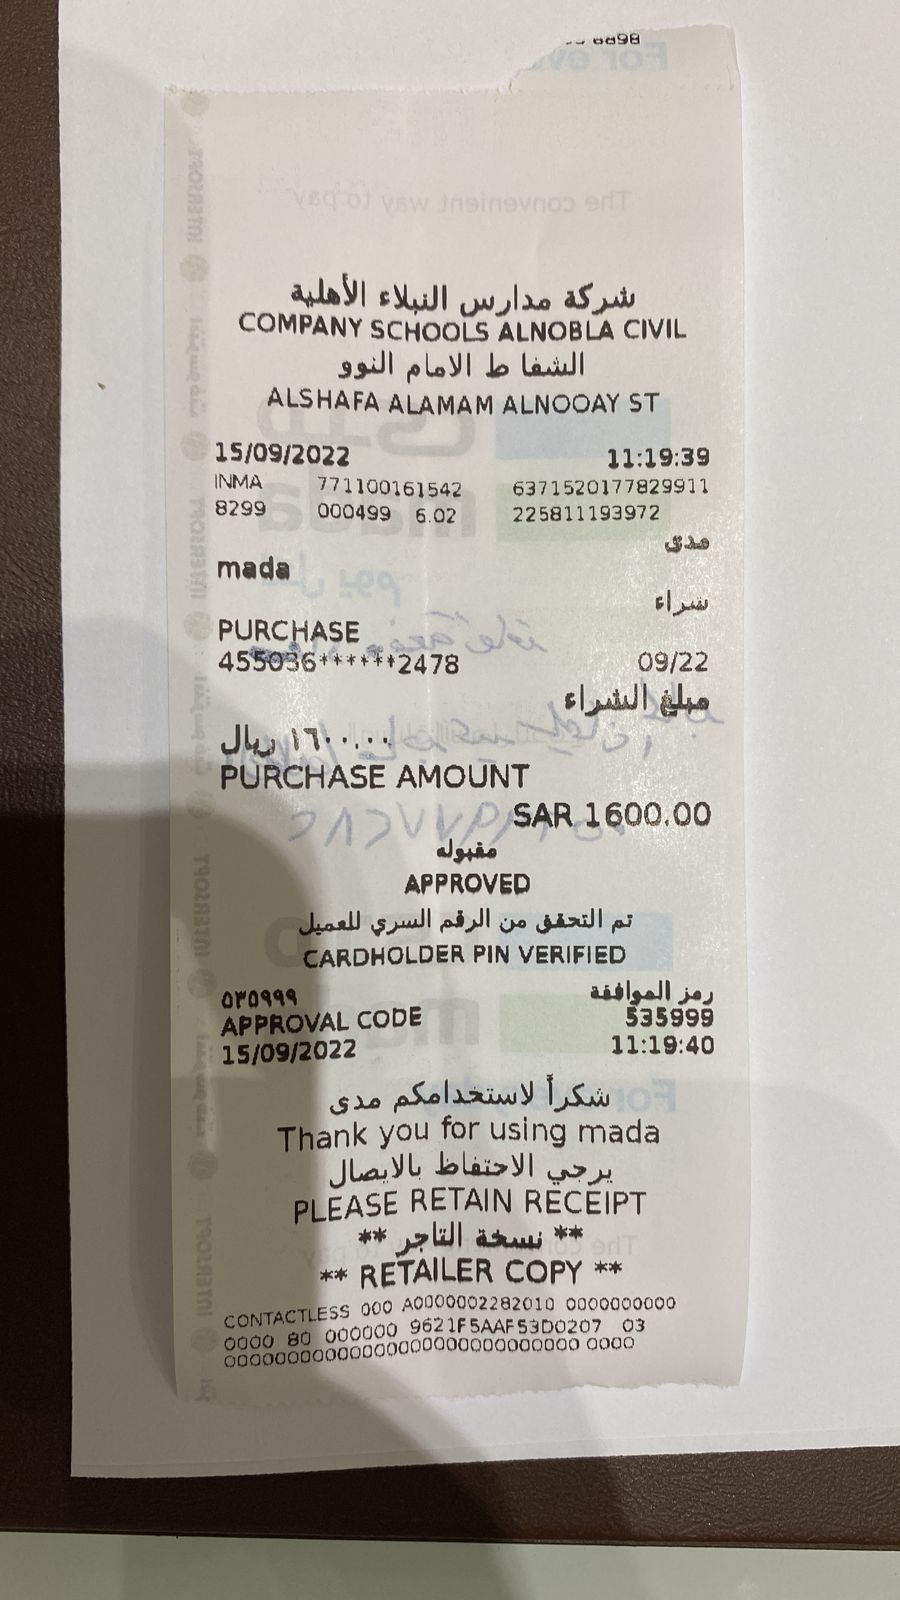 8898
شركة مدارس النبلاء الأهلية
COMPANY SCHOOLS ALNOBLA CIVIL
الشفا ط الامام النوو
ALSHAFA ALAMAM ALNOOAY ST
15/09/2022 11:19:39
INMA 771100161542 6371520177829911
8299 000499 6.02 225811193972
مدى
mada
شراء
PURCHASE
455036******2478 09/22
مبلغ الشراء
١٦٠٠.٠٠ ريال
PURCHASE AMOUNT
SAR 1600.00
مقبوله
APPROVED
تم التحقق من الرقم السري للعميل
CARDHOLDER PIN VERIFIED
٥٣٥٩٩٩ رمز الموافقة
APPROVAL CODE 535999
15/09/2022 11:19:40
شكراً لاستخدامكم مدى
Thank you for using mada
يرجي الاحتفاظ بالايصال
PLEASE RETAIN RECEIPT
** نسخة التاجر **
** RETAILER COPY **
CONTACTLESS 000 A0000002282010 0000000000
0000 80 000000 9621F5AAF53D0207 03
000000000000000000000000000000 0000